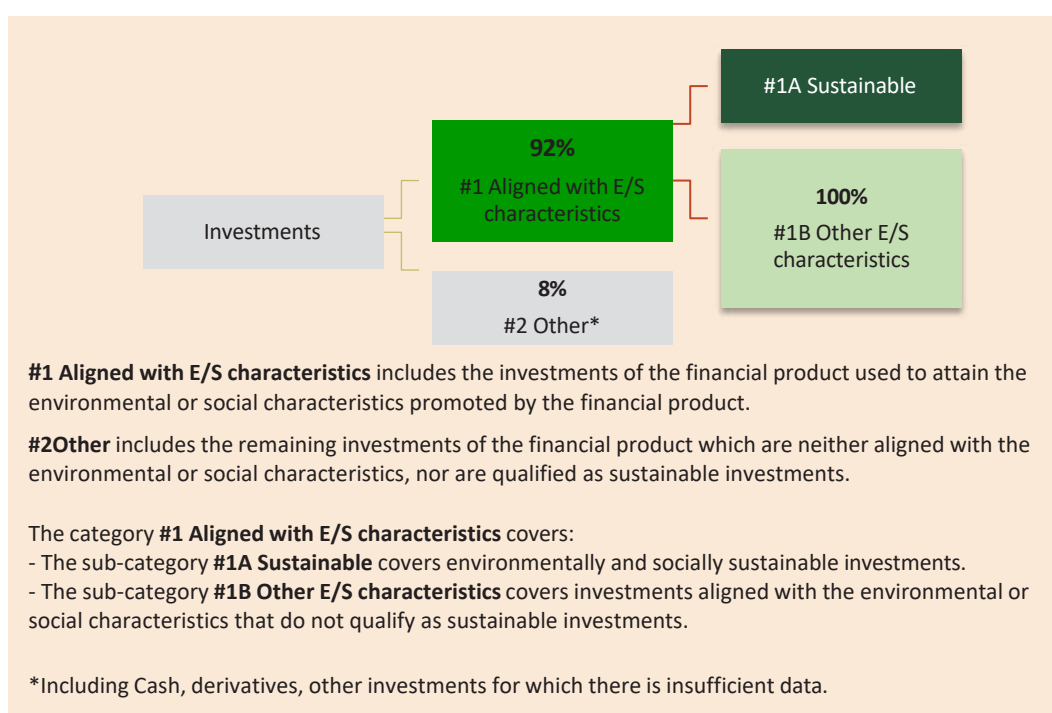 #1A Sustainable
92%
#1 Aligned with E/S
characteristics
Investments
100%
#1B Other E/S
characteristics
8%
#2 Other*
#1 Aligned with E/S characteristics includes the investments of the financial product used to attain the
environmental or social characteristics promoted by the financial product.
#2Other includes the remaining investments of the financial product which are neither aligned with the
environmental or social characteristics, nor are qualified as sustainable investments.
The category #1 Aligned with E/S characteristics covers:
- The sub-category #1A Sustainable covers environmentally and socially sustainable investments.
- The sub-category #1B Other E/S characteristics covers investments aligned with the environmental or
social characteristics that do not qualify as sustainable investments.
*Including Cash, derivatives, other investments for which there is insufficient data.